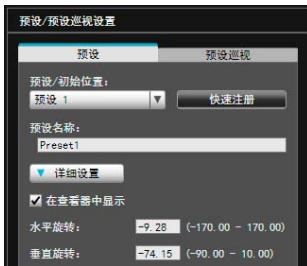 预设/预设巡视设置
预设 预设巡视
预设/初始位置：
预设 1 快速注册
预设名称：
Preset1
详细设置
在查看器中显示
水平旋转： -9.28 (-170.00 - 170.00)
垂直旋转： -74.15 (-90.00 - 10.00)